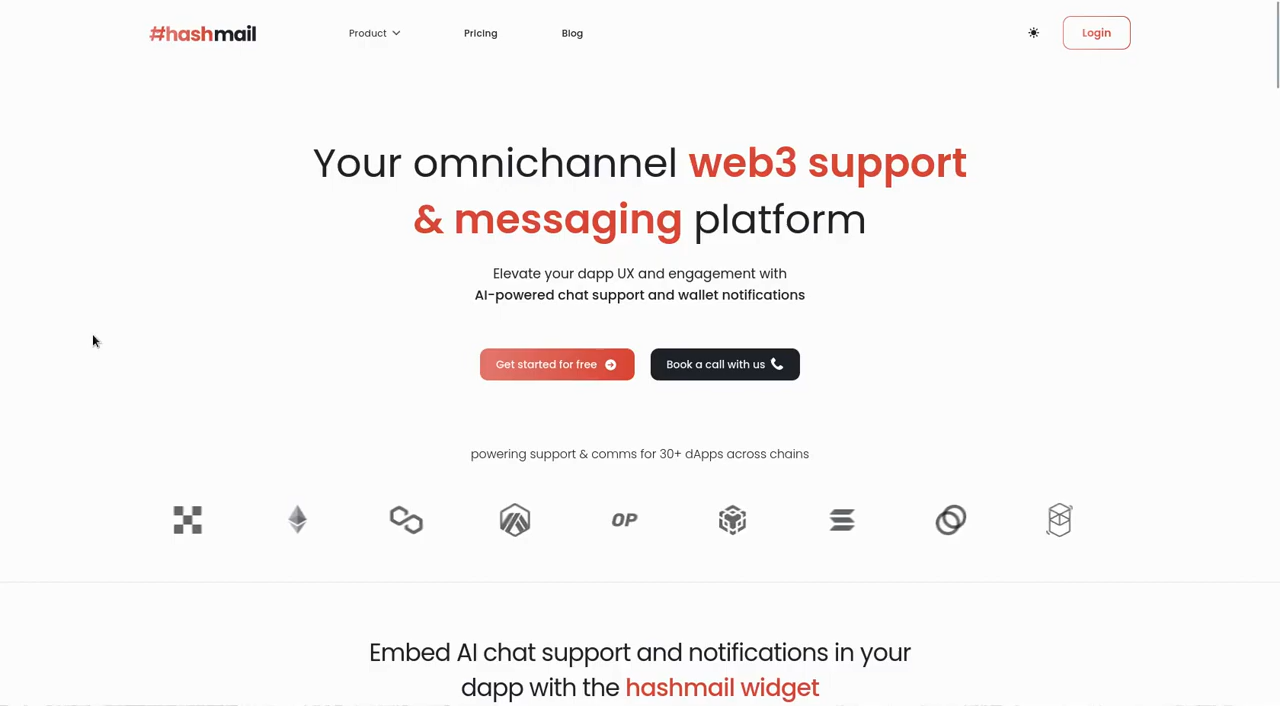 #hashmail
Product
Pricing
Blog
Login
Your omnichannel web3 support
& messaging platform
Elevate your dapp UX and engagement with
AI-powered chat support and wallet notifications
Get started for free
Book a call with us
powering support & comms for 30+ dApps across chains
OP
Embed AI chat support and notifications in your
dapp with the hashmail widget